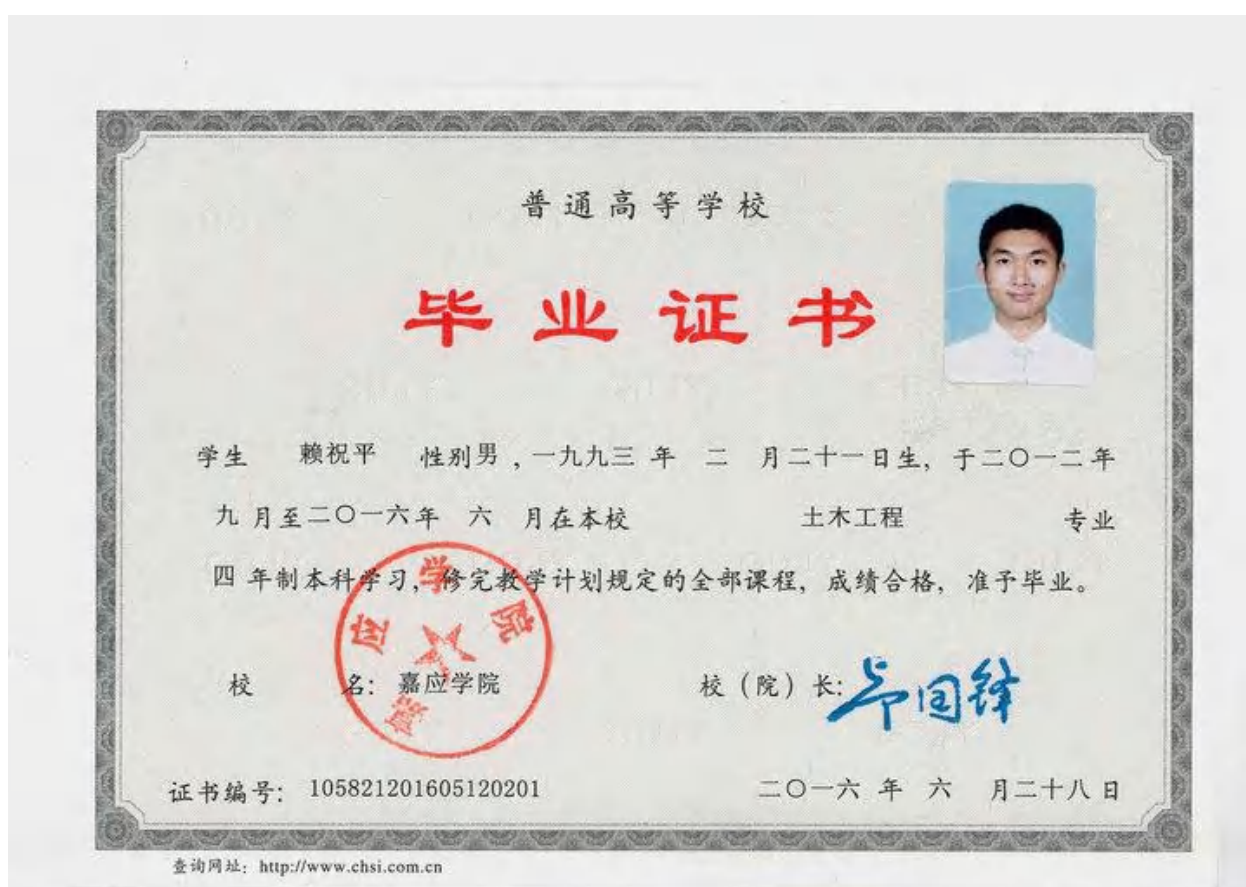 普通高等学校
毕业证书
学生 赖祝平 性别男，一九九三年 二 月二十一日生，于二〇一二年
九月至二〇一六年 六 月在本校 土木工程 专业
四年制本科学习，修完教学计划规定的全部课程，成绩合格，准予毕业。
嘉应学院
校 名：嘉应学院 校（院）长：
证书编号：105821201605120201 二〇一六年 六 月二十八日
查询网址：http://www.chsi.com.cn